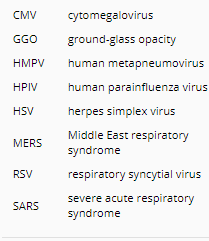 CMV cytomegalovirus
GGO ground-glass opacity
HMPV human metapneumovirus
HPIV human parainfluenza virus
HSV herpes simplex virus
MERS Middle East respiratory
syndrome
RSV respiratory syncytial virus
SARS severe acute respiratory
syndrome